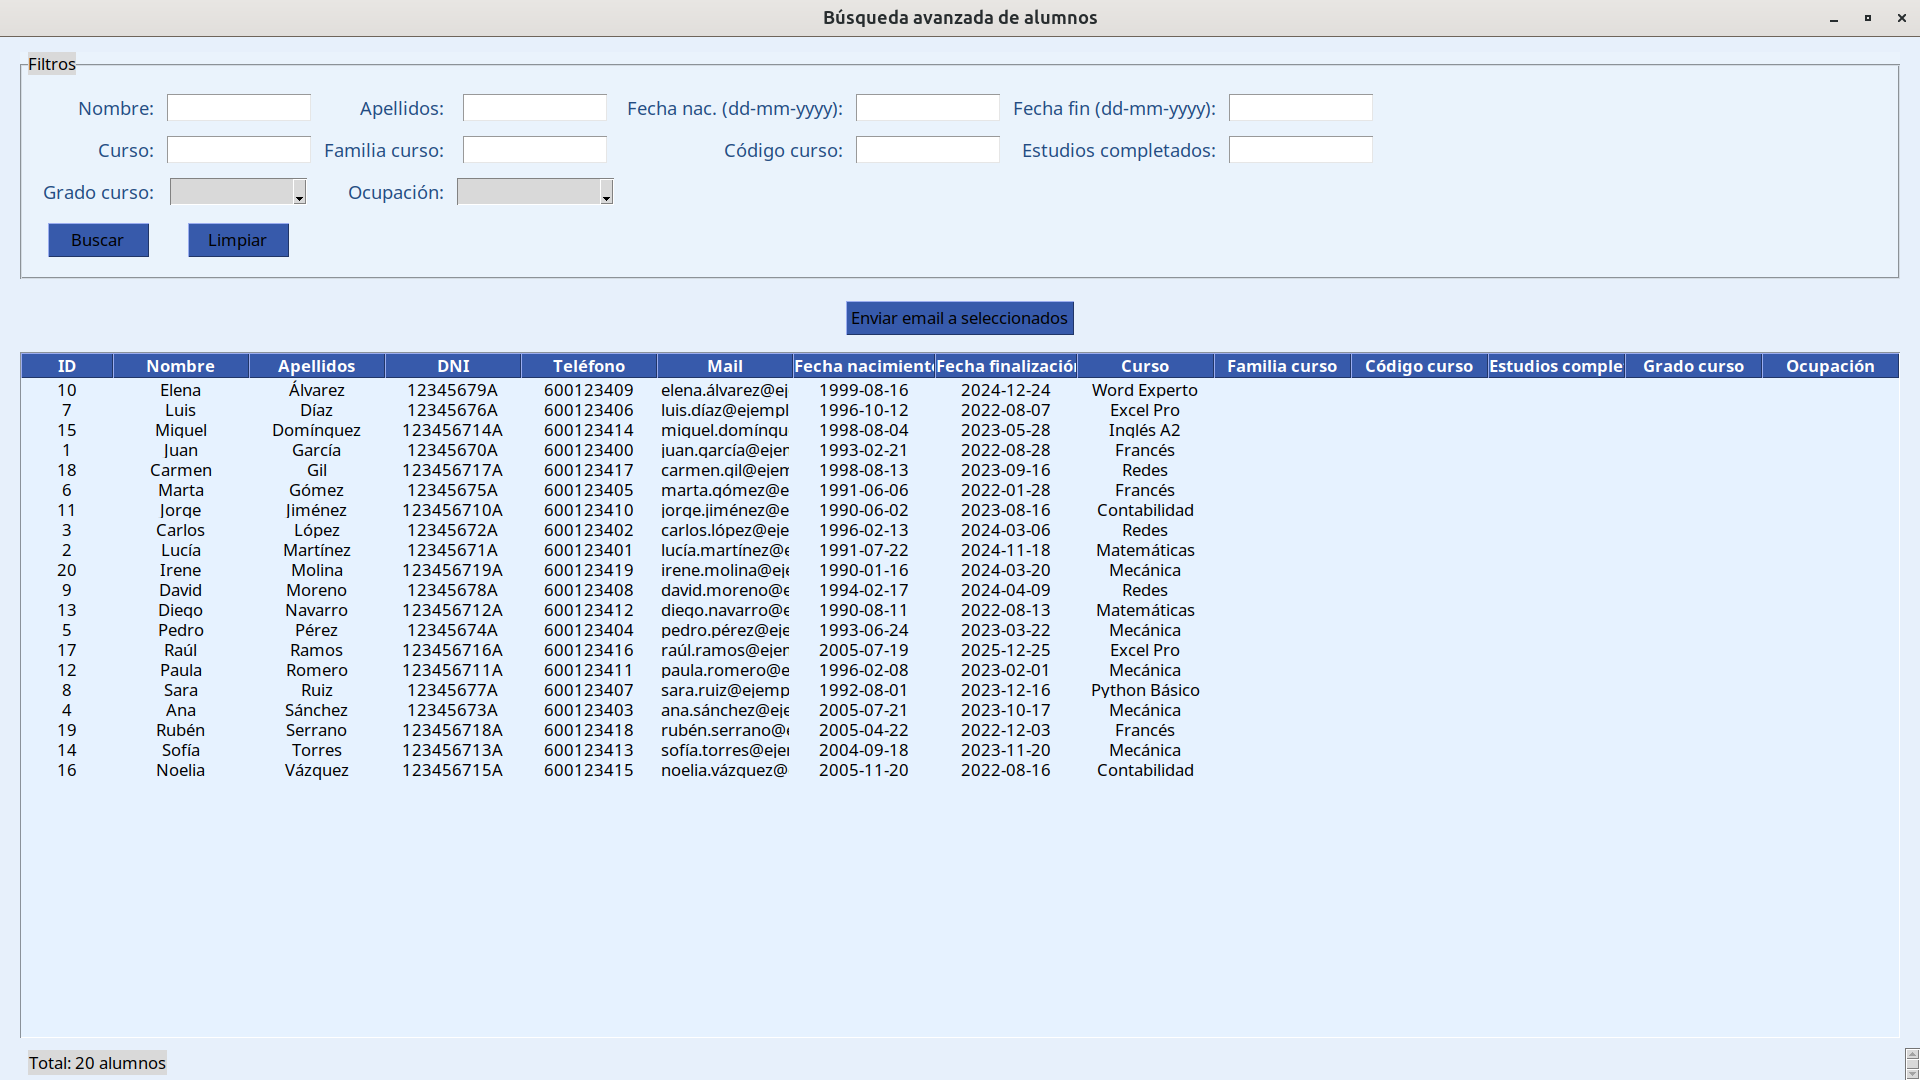 Búsqueda avanzada de alumnos
Filtros
Nombre: Apellidos: Fecha nac. (dd-mm-yyyy): Fecha fin (dd-mm-yyyy):
Curso: Familia curso: Código curso: Estudios completados:
Grado curso: Ocupación:
Buscar Limpiar
Enviar email a seleccionados
ID Nombre Apellidos DNI Teléfono Mail Fecha nacimient Fecha finalizació Curso Familia curso Código curso Estudios comple Grado curso Ocupación
10 Elena Álvarez 12345679A 600123409 elena.álvarez@ej 1999-08-16 2024-12-24 Word Experto
7 Luis Díaz 12345676A 600123406 luis.díaz@ejempl 1996-10-12 2022-08-07 Excel Pro
15 Miguel Domínguez 123456714A 600123414 miguel.domíngu 1998-08-04 2023-05-28 Inglés A2
1 Juan García 12345670A 600123400 juan.garcía@ejem 1993-02-21 2022-08-28 Francés
18 Carmen Gil 123456717A 600123417 carmen.gil@ejem 1998-08-13 2023-09-16 Redes
6 Marta Gómez 12345675A 600123405 marta.gómez@e 1991-06-06 2022-01-28 Francés
11 Jorge Jiménez 123456710A 600123410 jorge.jiménez@e 1990-06-02 2023-08-16 Contabilidad
3 Carlos López 12345672A 600123402 carlos.lópez@eje 1996-02-13 2024-03-06 Redes
2 Lucía Martínez 12345671A 600123401 lucía.martínez@e 1991-07-22 2024-11-18 Matemáticas
20 Irene Molina 123456719A 600123419 irene.molina@eje 1990-01-16 2024-03-20 Mecánica
9 David Moreno 12345678A 600123408 david.moreno@e 1994-02-17 2024-04-09 Redes
13 Diego Navarro 123456712A 600123412 diego.navarro@e 1990-08-11 2022-08-13 Matemáticas
5 Pedro Pérez 12345674A 600123404 pedro.pérez@eje 1993-06-24 2023-03-22 Mecánica
17 Raúl Ramos 123456716A 600123416 raúl.ramos@ejem 2005-07-19 2025-12-25 Excel Pro
12 Paula Romero 123456711A 600123411 paula.romero@e 1996-02-08 2023-02-01 Mecánica
8 Sara Ruiz 12345677A 600123407 sara.ruiz@ejemp 1992-08-01 2023-12-16 Python Básico
4 Ana Sánchez 12345673A 600123403 ana.sánchez@eje 2005-07-21 2023-10-17 Mecánica
19 Rubén Serrano 123456718A 600123418 rubén.serrano@e 2005-04-22 2022-12-03 Francés
14 Sofía Torres 123456713A 600123413 sofía.torres@ejem 2004-09-18 2023-11-20 Mecánica
16 Noelia Vázquez 123456715A 600123415 noelia.vázquez@ 2005-11-20 2022-08-16 Contabilidad
Total: 20 alumnos